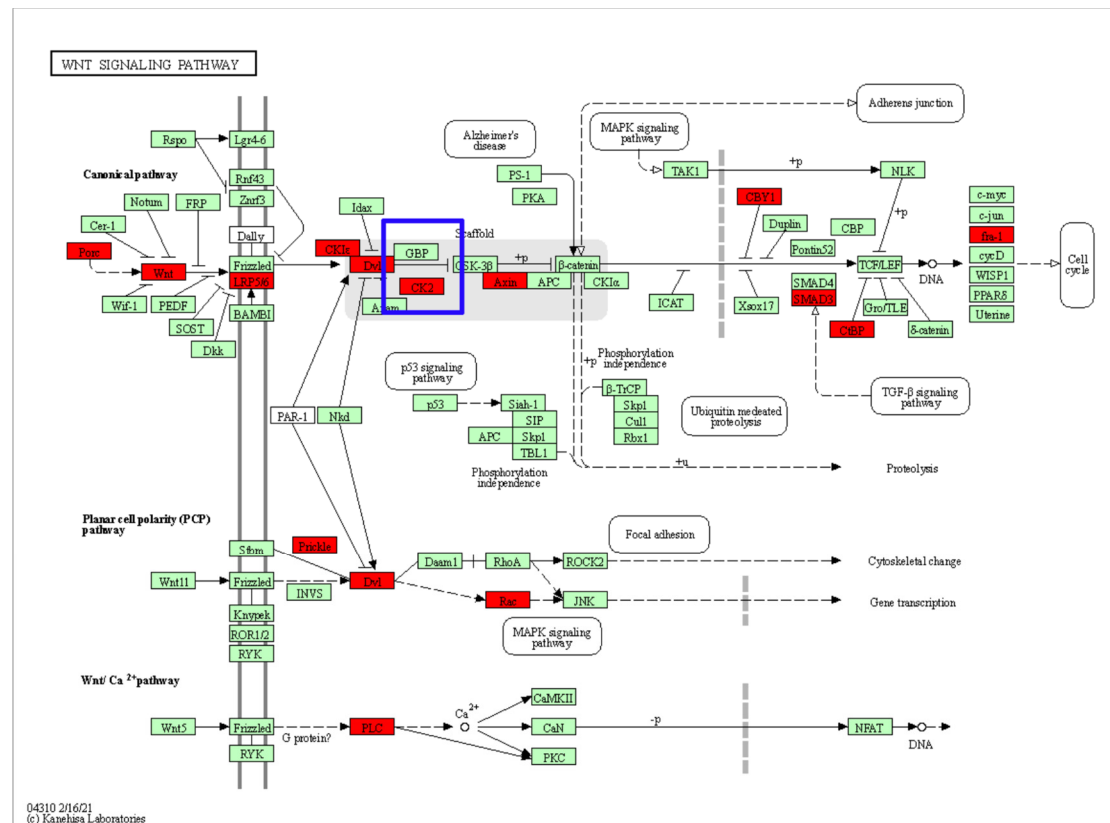 WNT SIGNALING PATHWAY
Rspo
Lgr4-6
Rnf43
Znrf3
Canonical pathway
Notum
FRP
Cer-1
Dally
Porc
Wnt
Frizzled
LRP5/6
BAMBI
Wif-1
PEDF
SOST
Dkk
Idax
CKIε
Dvl
GBP
CK2
Axam
Scaffold
GSK-3β
+p
Axin
APC
β-catenin
CKIα
Alzheimer's
disease
PS-1
PKA
MAPK signaling
pathway
TAK1
+p
NLK
+p
Adherens junction
CBY1
Duplin
Pontin52
CBP
ICAT
Xsox17
TCF/LEF
SMAD4
SMAD3
Gro/TLE
CtBP
δ-catenin
DNA
c-myc
c-jun
fra-1
cycD
WISP1
PPARδ
Uterine
Cell
cycle
TGF-β signaling
pathway
p53 signaling
pathway
p53
Siah-1
SIP
APC
Skp1
TBL1
Phosphorylation
independence
+p
Phosphorylation
independence
β-TrCP
Skp1
Cul1
Rbx1
Ubiquitin medeated
proteolysis
+u
Proteolysis
PAR-1
Nkd
Planar cell polarity (PCP)
pathway
Stbm
Prickle
Wnt11
Frizzled
INVS
Dvl
Knypek
ROR1/2
RYK
Daam1
RhoA
ROCK2
Focal adhesion
Cytoskeletal change
Rac
JNK
Gene transcription
MAPK signaling
pathway
Wnt/ Ca 2+ pathway
Wnt5
Frizzled
RYK
G protein?
PLC
Ca2+
CaMKII
CaN
PKC
-p
NFAT
DNA
04310 2/16/21
(c) Kanehisa Laboratories